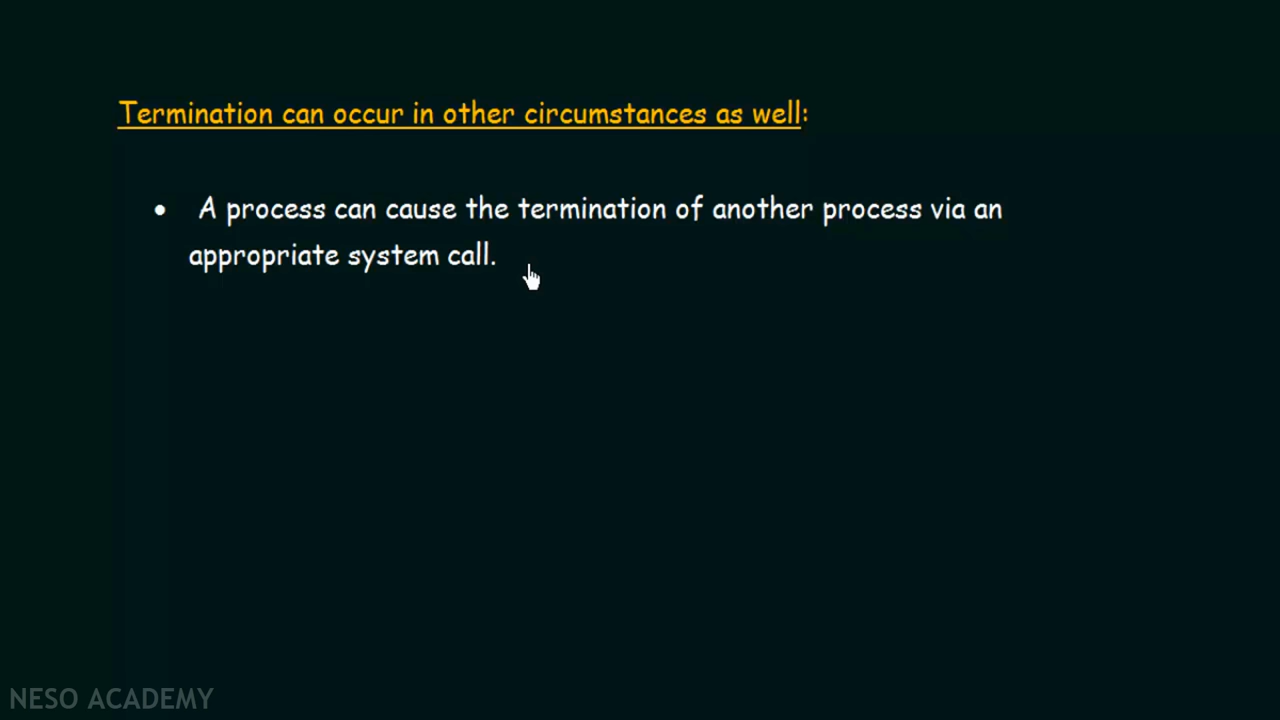 Termination can occur in other circumstances as well:
• A process can cause the termination of another process via an
appropriate system call.
NESO ACADEMY